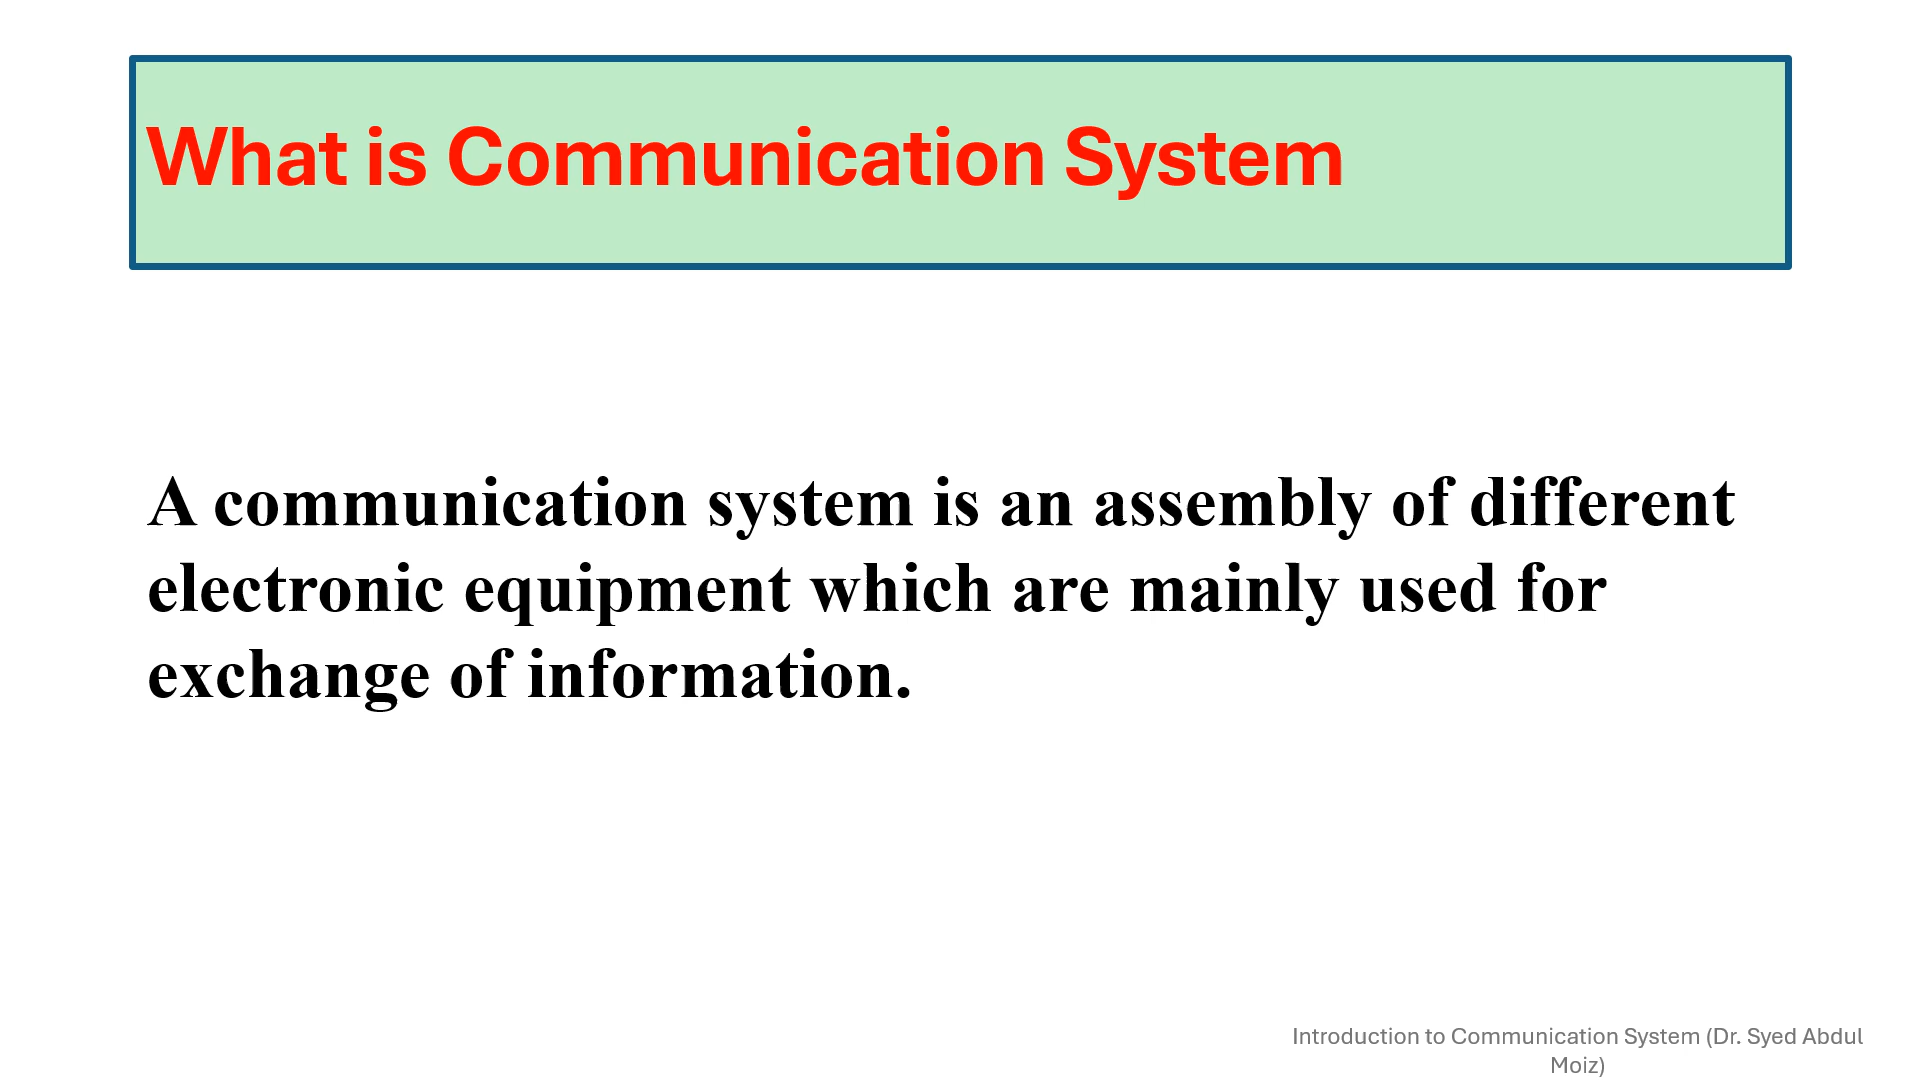 What is Communication System
A communication system is an assembly of different
electronic equipment which are mainly used for
exchange of information.
Introduction to Communication System (Dr. Syed Abdul
Moiz)